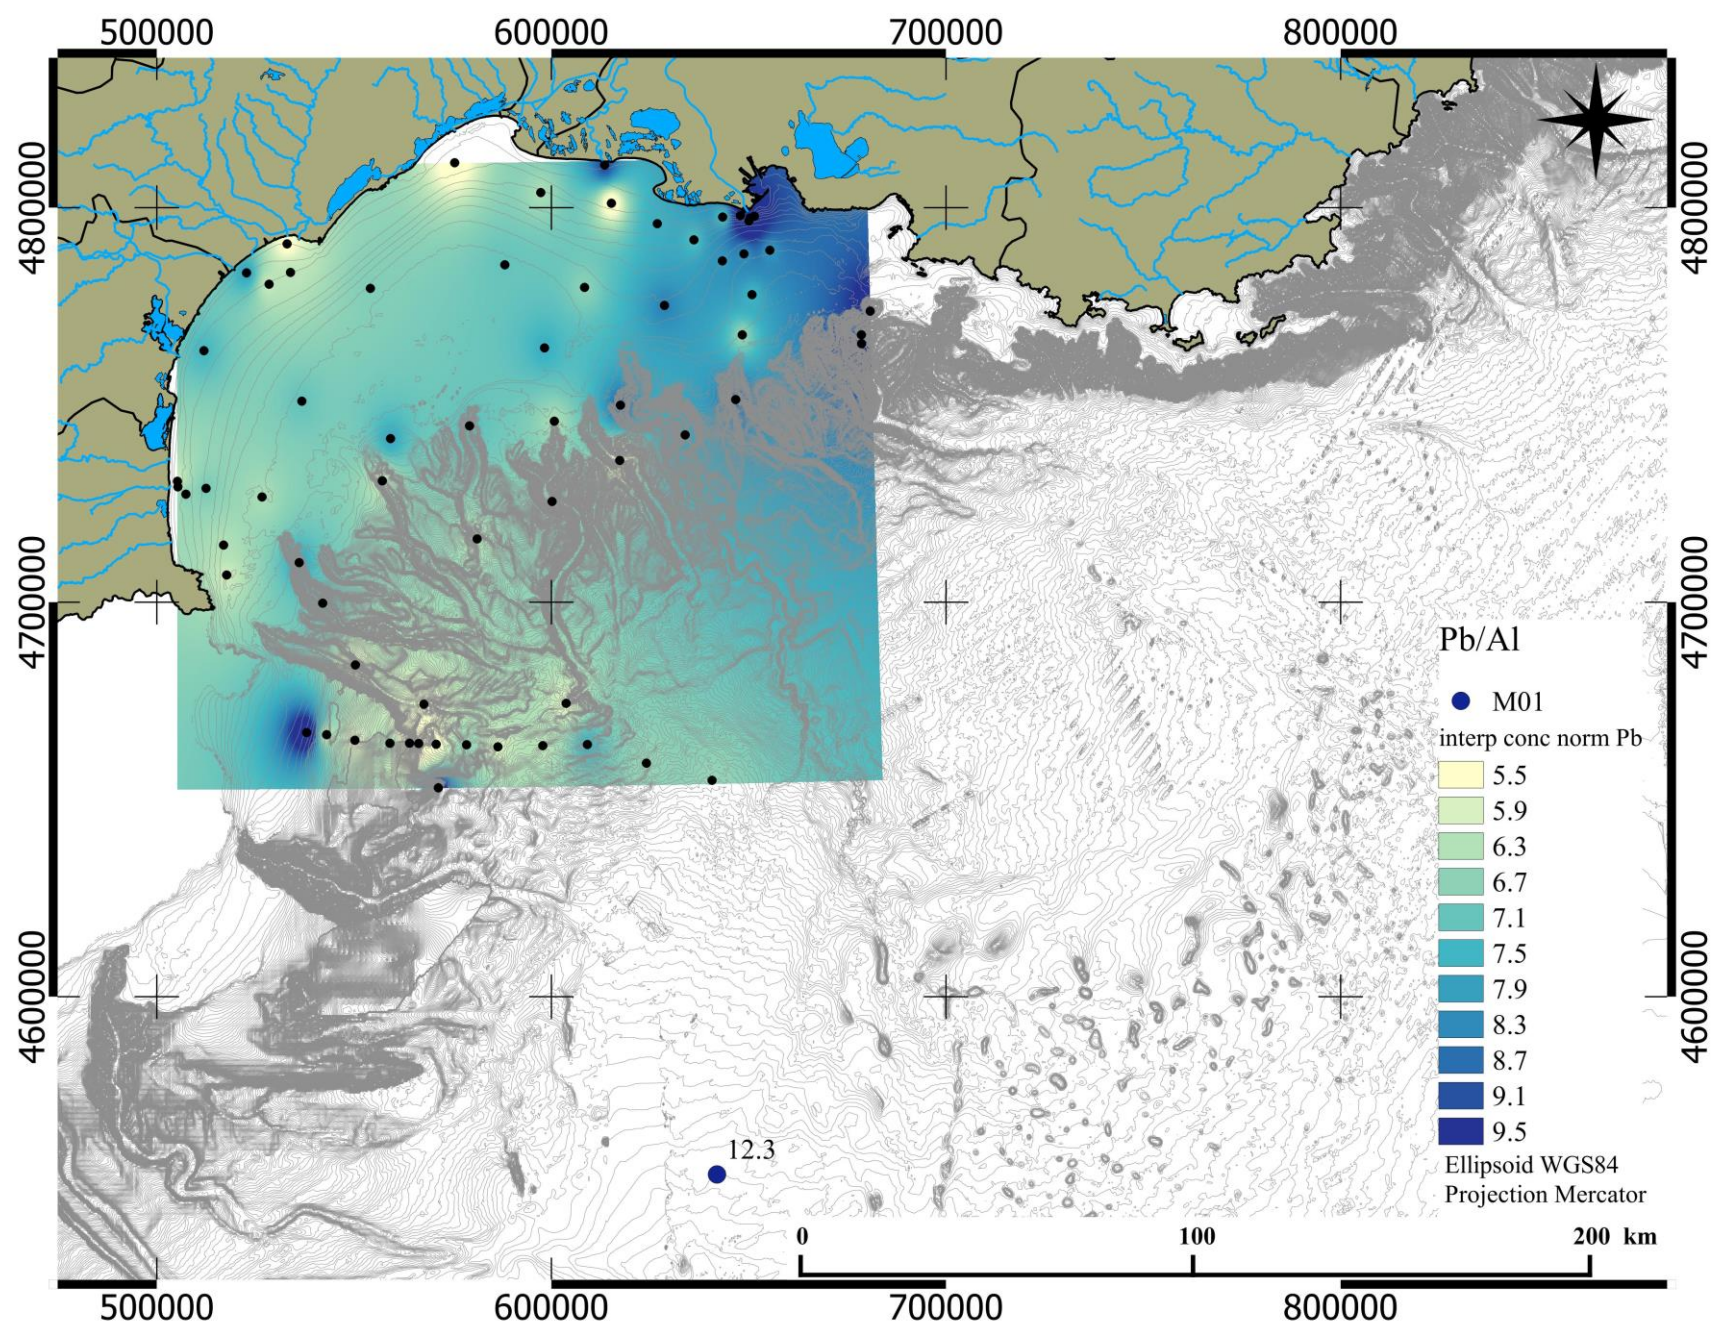 500000 600000 700000 800000
4800000 4800000
4700000 4700000
Pb/Al
M01
interp conc norm Pb
5.5
5.9
6.3
6.7
7.1
7.5
7.9
8.3
8.7
9.1
9.5
4600000 4600000
12.3
Ellipsoid WGS84
Projection Mercator
0 100 200 km
500000 600000 700000 800000